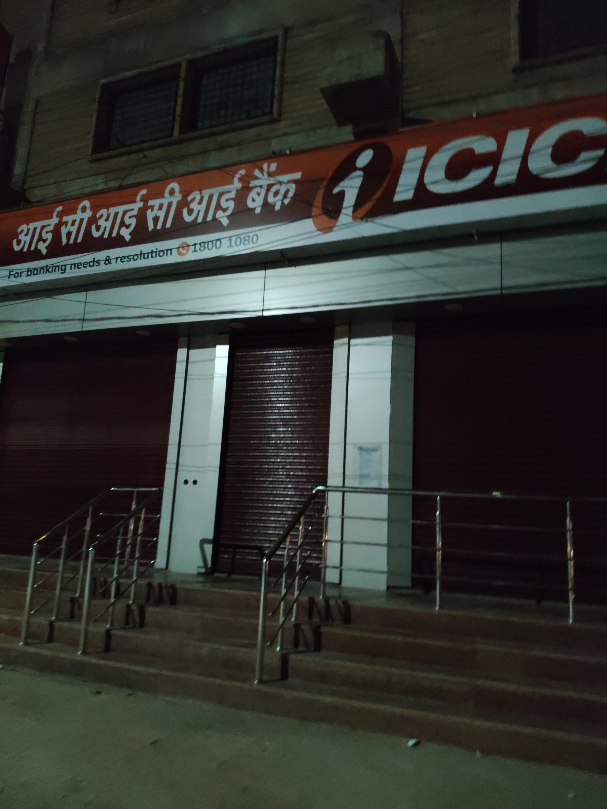 आई सी आई सी आई बैंक
ICIC
For banking needs & resolution 1800 1080